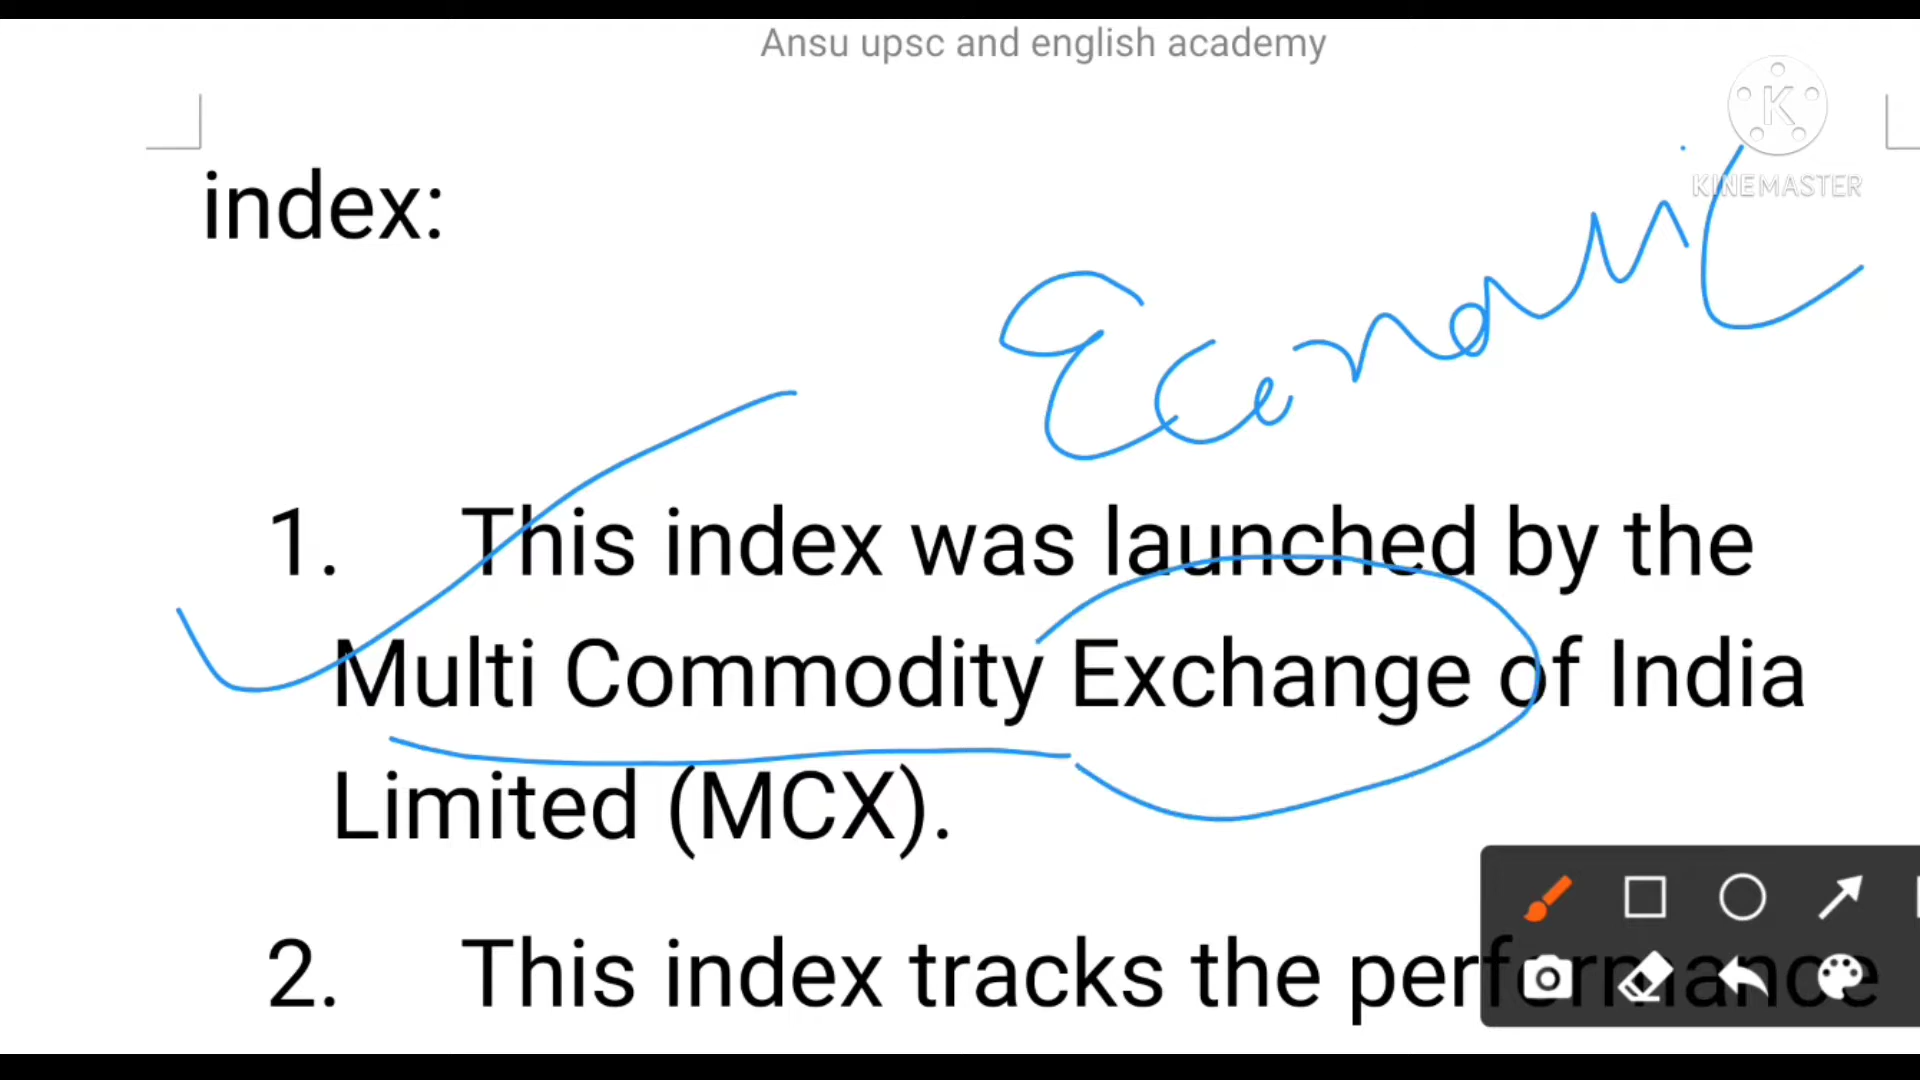 Ansu upsc and english academy
K
KINEMASTER
index:
Economic
1. This index was launched by the
Multi Commodity Exchange of India
Limited (MCX).
2. This index tracks the performance